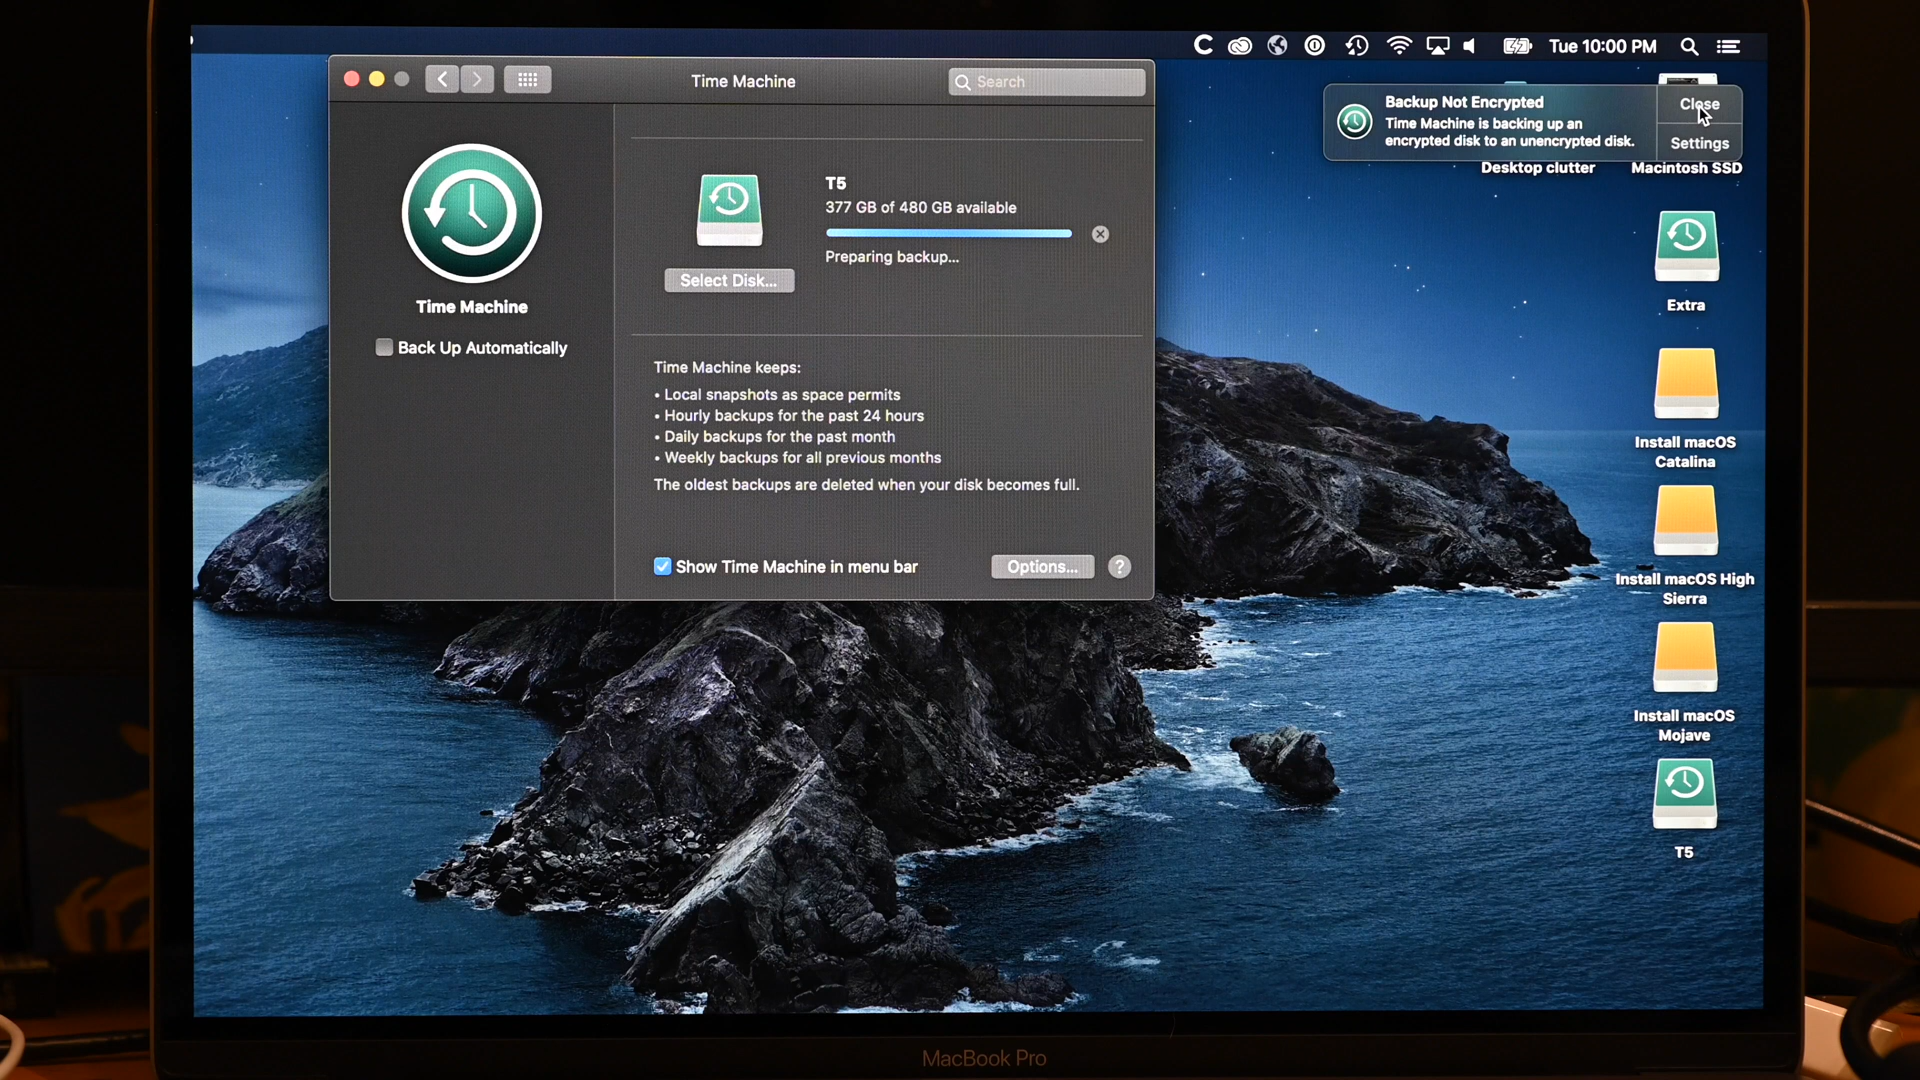 Tue 10:00 PM
Time Machine
Search
Backup Not Encrypted
Time Machine is backing up an
encrypted disk to an unencrypted disk.
Close
Settings
Desktop clutter
Macintosh SSD
T5
377 GB of 480 GB available
Preparing backup...
Select Disk...
Time Machine
Back Up Automatically
Time Machine keeps:
• Local snapshots as space permits
• Hourly backups for the past 24 hours
• Daily backups for the past month
• Weekly backups for all previous months
The oldest backups are deleted when your disk becomes full.
Show Time Machine in menu bar
Options...
?
Extra
Install macOS
Catalina
Install macOS High
Sierra
Install macOS
Mojave
T5
MacBook Pro